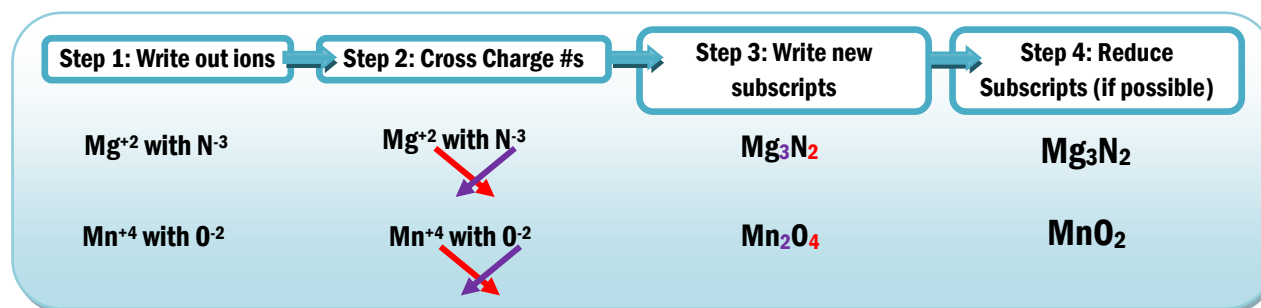 Step 1: Write out ions
Step 2: Cross Charge #s
Step 3: Write new
subscripts
Step 4: Reduce
Subscripts (if possible)
Mg⁺² with N⁻³
Mg⁺² with N⁻³
Mg₃N₂
Mg₃N₂
Mn⁺⁴ with O⁻²
Mn⁺⁴ with O⁻²
Mn₂O₄
MnO₂